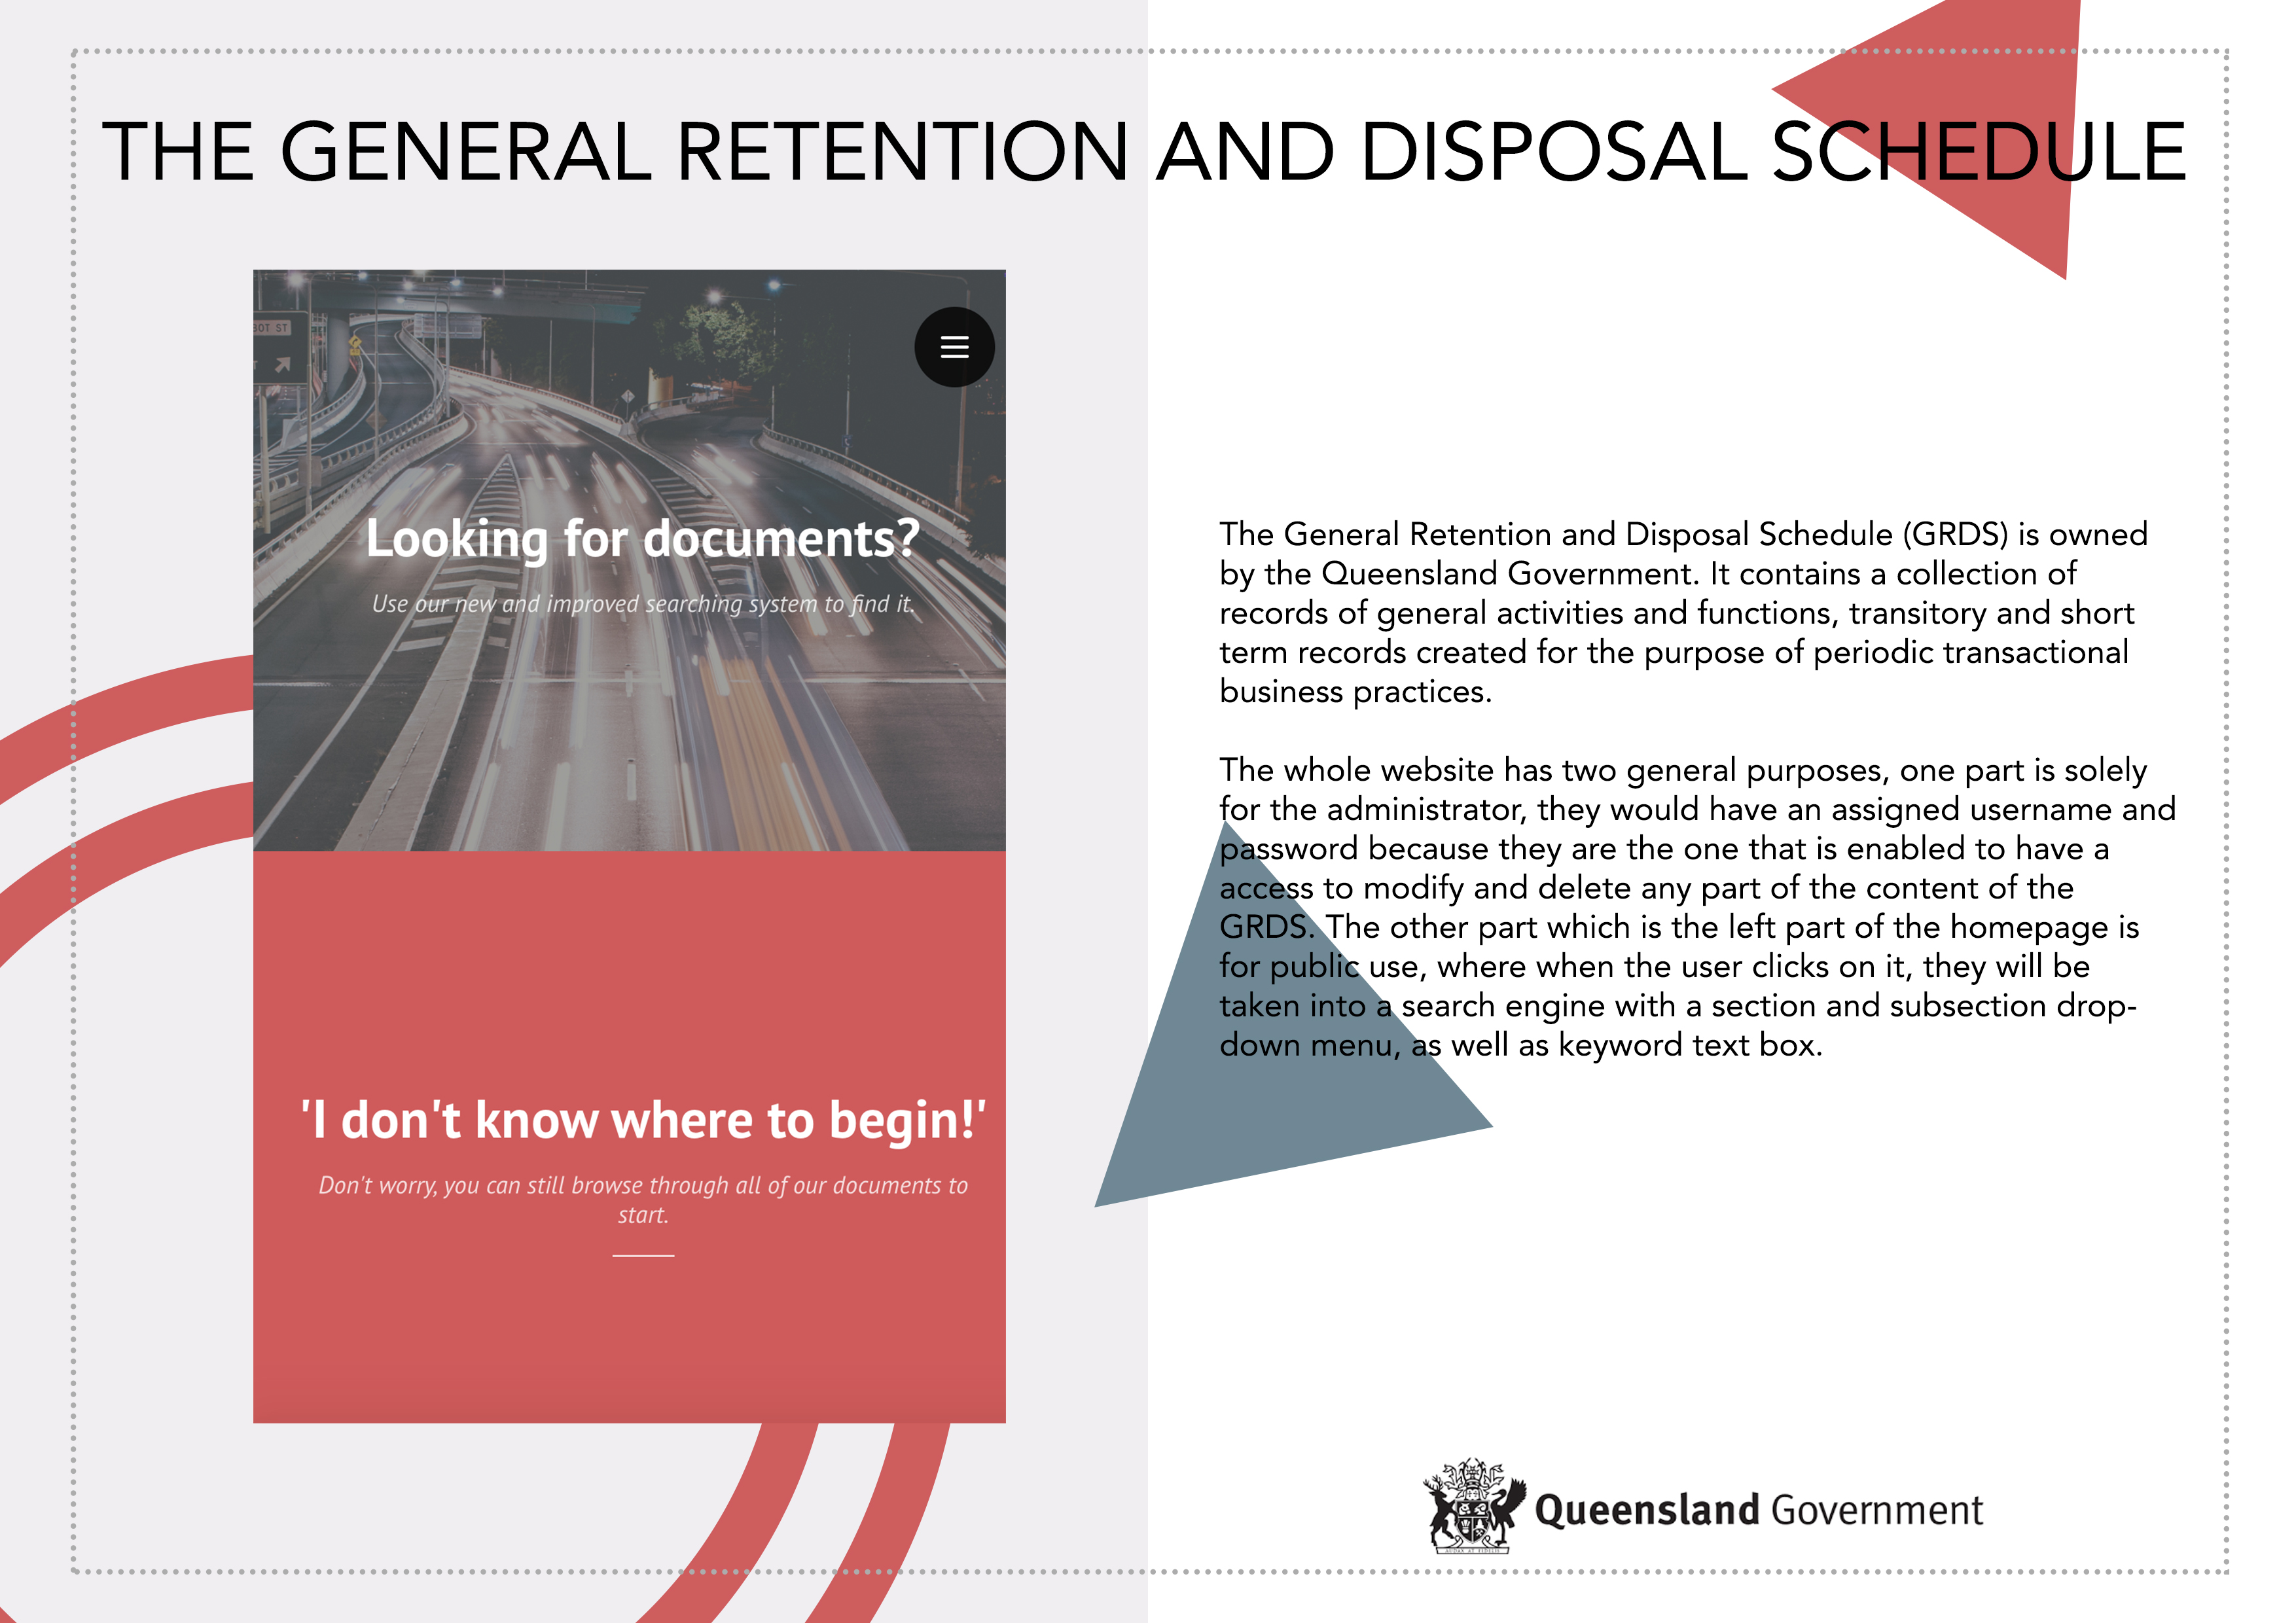 THE GENERAL RETENTION AND DISPOSAL SCHEDULE
BOT ST
Looking for documents?
Use our new and improved searching system to find it.
'I don't know where to begin!'
Don't worry, you can still browse through all of our documents to
start.
The General Retention and Disposal Schedule (GRDS) is owned
by the Queensland Government. It contains a collection of
records of general activities and functions, transitory and short
term records created for the purpose of periodic transactional
business practices.
The whole website has two general purposes, one part is solely
for the administrator, they would have an assigned username and
password because they are the one that is enabled to have a
access to modify and delete any part of the content of the
GRDS. The other part which is the left part of the homepage is
for public use, where when the user clicks on it, they will be
taken into a search engine with a section and subsection drop-
down menu, as well as keyword text box.
Queensland Government